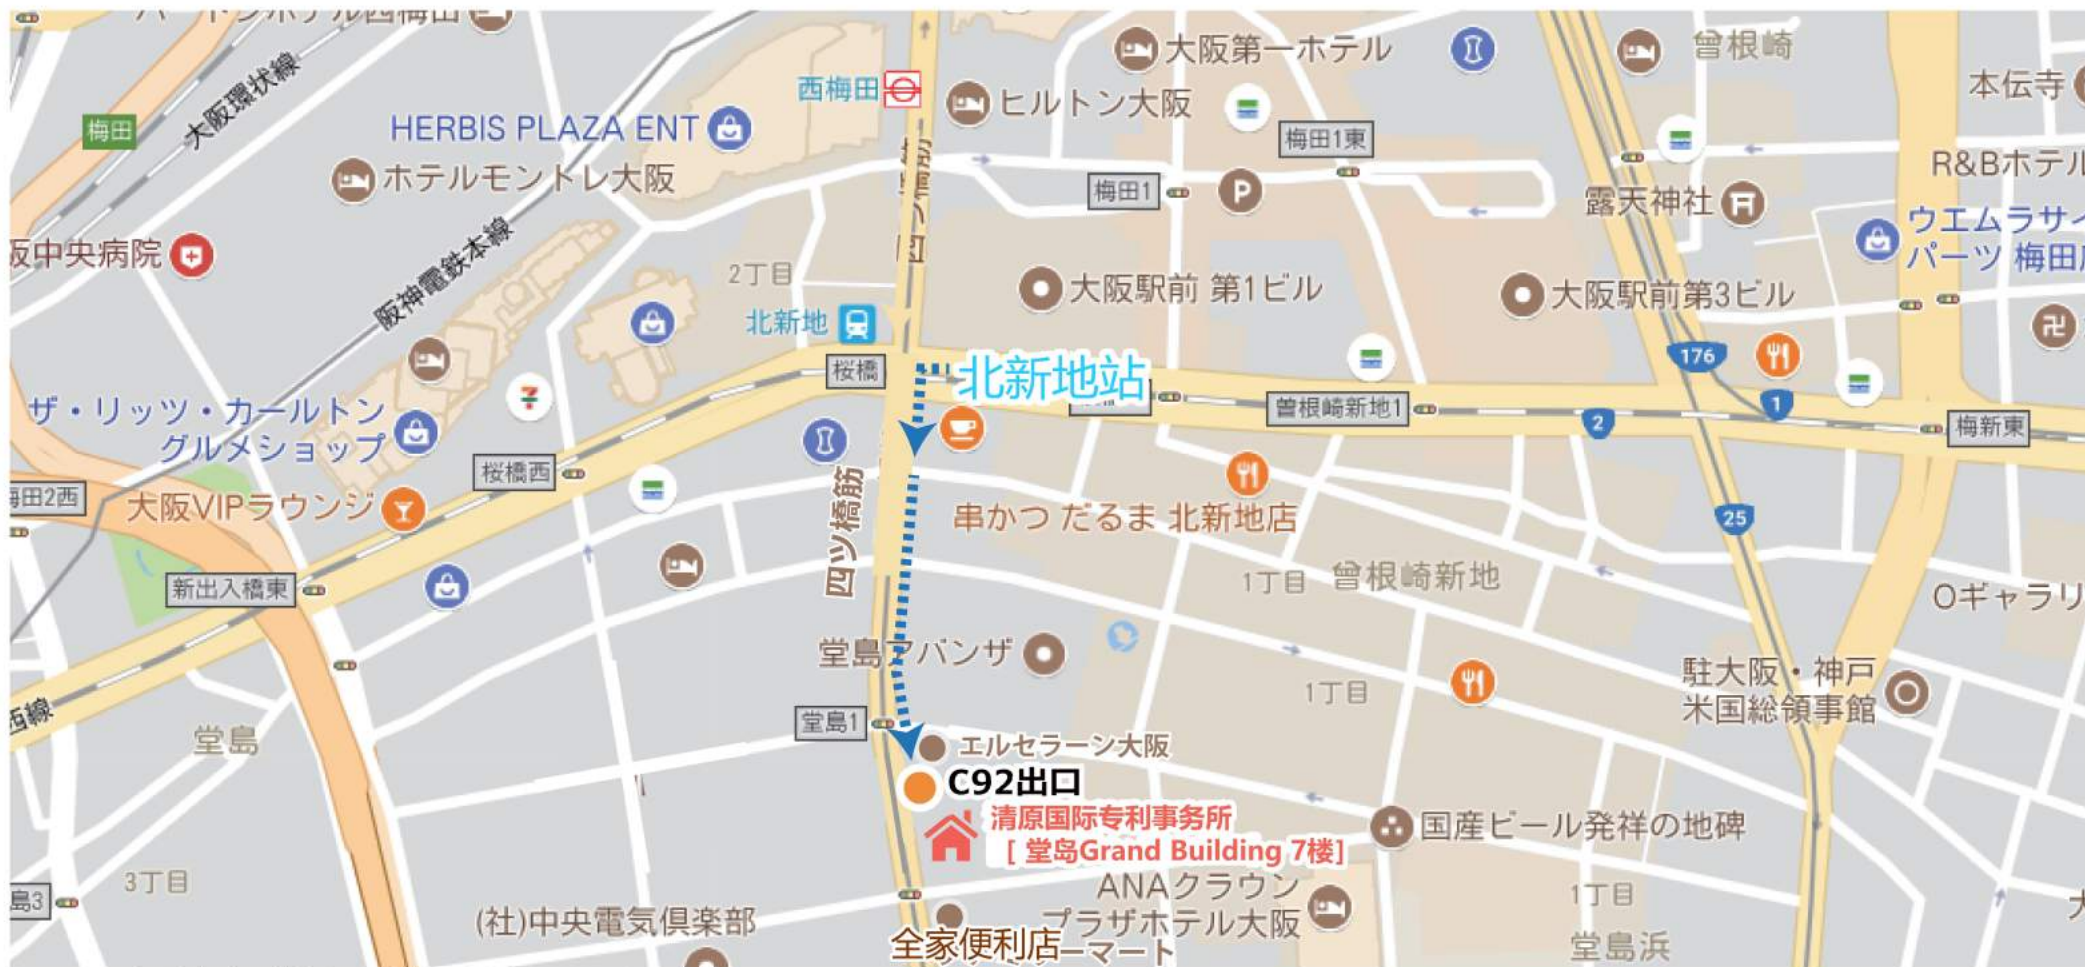 大阪環状線
梅田
西梅田
HERBIS PLAZA ENT
ホテルモントレ大阪
ヒルトン大阪
大阪第一ホテル
曽根崎
本伝寺
梅田1東
梅田1
R&Bホテル
露天神社
ウエムラサイ
パーツ 梅田
阪中央病院
阪神電鉄本線
2丁目
北新地
大阪駅前 第1ビル
大阪駅前第3ビル
176
桜橋
北新地站
曽根崎新地1
2
1
梅新東
ザ・リッツ・カールトン
グルメショップ
桜橋西
大阪VIPラウンジ
四ツ橋筋
串かつ だるま 北新地店
25
新出入橋東
1丁目
曽根崎新地
Oギャラリ
堂島アバンザ
1丁目
駐大阪・神戸
米国総領事館
西線
堂島
堂島1
エルセラーン大阪
C92出口
清原国际专利事务所
[ 堂岛Grand Building 7楼]
国産ビール発祥の地碑
3丁目
島3
(社)中央電気倶楽部
ANAクラウン
プラザホテル大阪
全家便利店
ーマート
1丁目
堂島浜